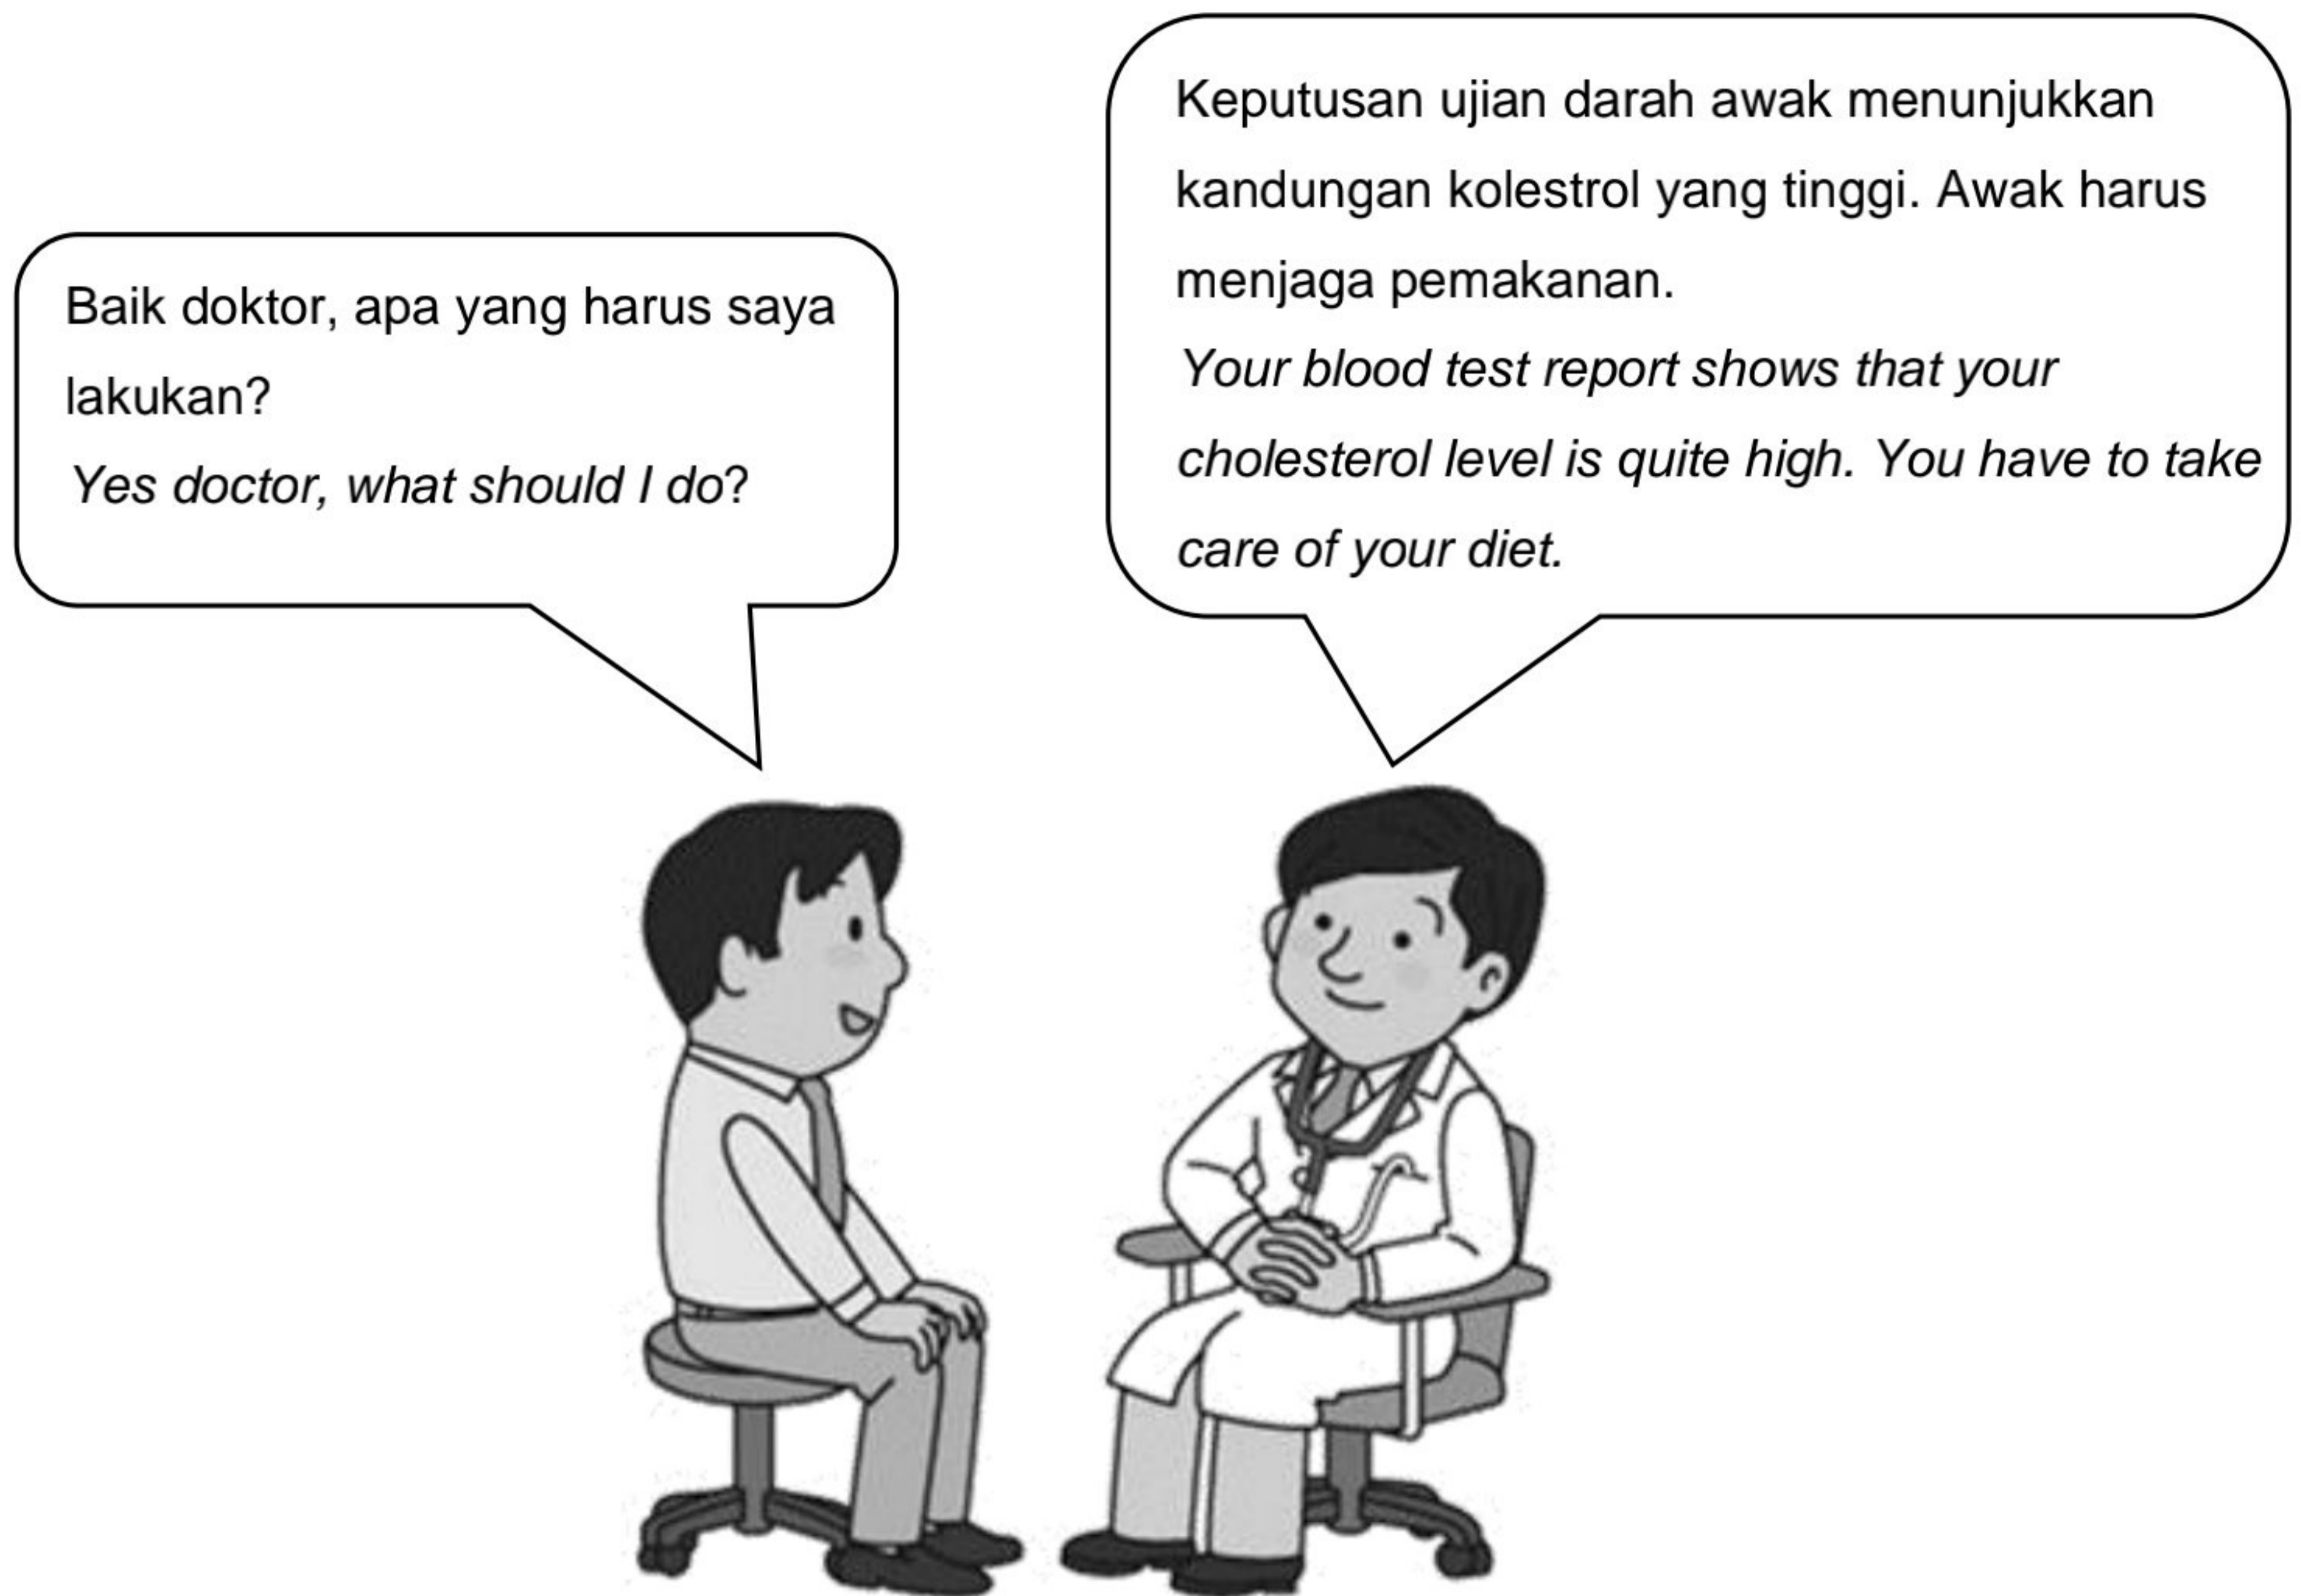 Baik doktor, apa yang harus saya
lakukan?
Yes doctor, what should I do?
Keputusan ujian darah awak menunjukkan
kandungan kolestrol yang tinggi. Awak harus
menjaga pemakanan.
Your blood test report shows that your
cholesterol level is quite high. You have to take
care of your diet.